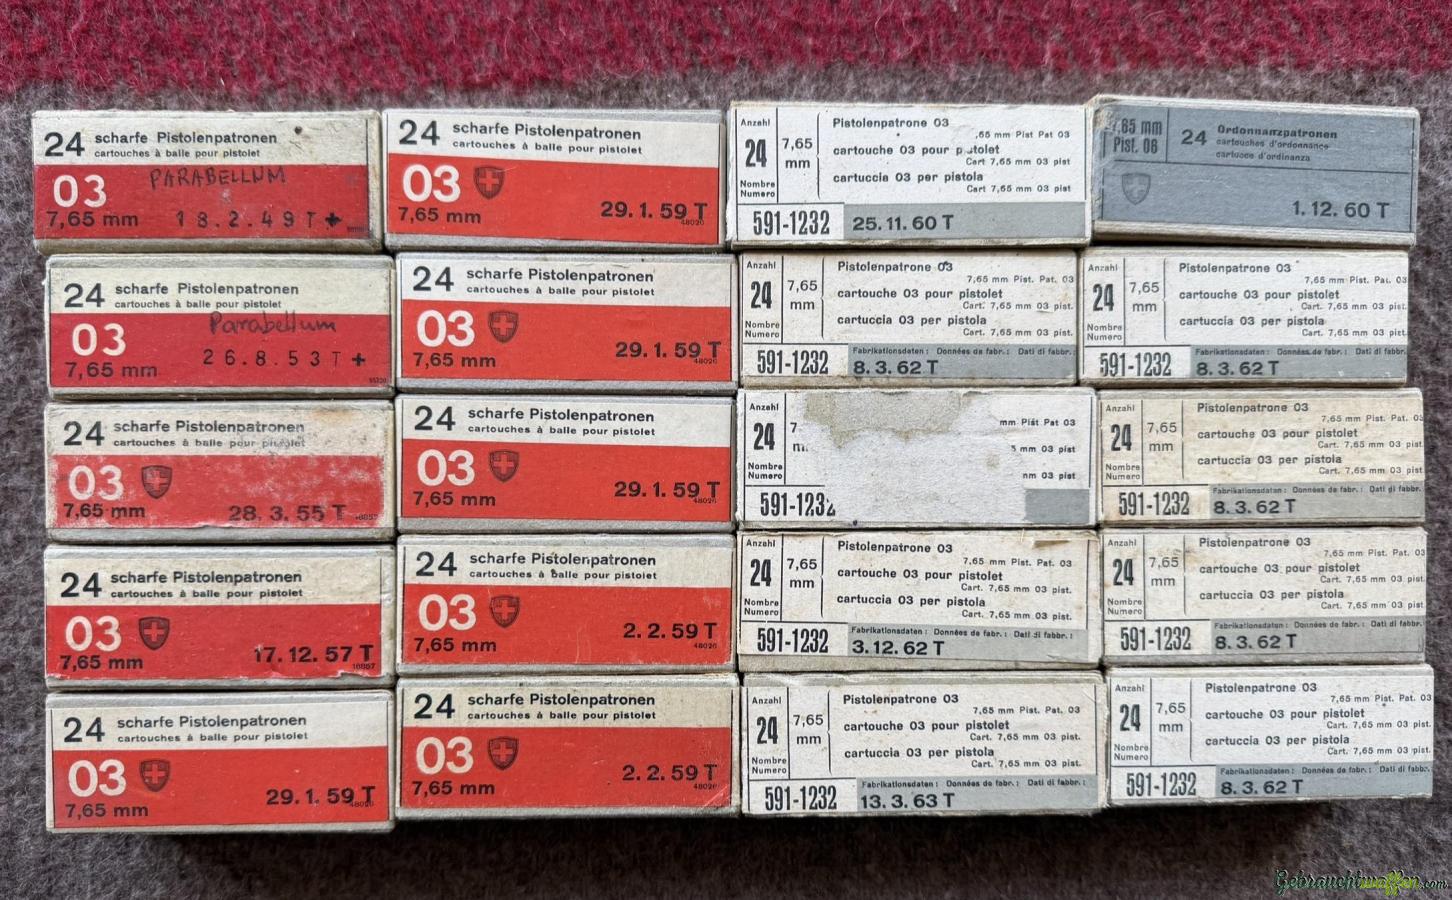 24 scharfe Pistolenpatronen
cartouches à balle pour pistolet
03 PARABELLUM
7,65 mm 18.2.49 T +
24 scharfe Pistolenpatronen
cartouches à balle pour pistolet
03 Parabellum
7,65 mm 26.8.53 T +
24 scharfe Pistolenpatronen
cartouches à balle pour pistolet
03
7,65 mm 28. 3. 55 T
24 scharfe Pistolenpatronen
cartouches à balle pour pistolet
03
7,65 mm 17. 12. 57 T
16857
24 scharfe Pistolenpatronen
cartouches à balle pour pistolet
03
7,65 mm 29. 1. 59 T
48020
24 scharfe Pistolenpatronen
cartouches à balle pour pistolet
03
7,65 mm 29. 1. 59 T
48020
24 scharfe Pistolenpatronen
cartouches à balle pour pistolet
03
7,65 mm 29. 1. 59 T
48020
24 scharfe Pistolenpatronen
cartouches à balle pour pistolet
03
7,65 mm 29. 1. 59 T
48020
24 scharfe Pistolenpatronen
cartouches à balle pour pistolet
03
7,65 mm 2. 2. 59 T
48020
24 scharfe Pistolenpatronen
cartouches à balle pour pistolet
03
7,65 mm 2. 2. 59 T
48020
Anzahl
24
Nombre
Numero
7,65
mm
Pistolenpatrone 03
,65 mm Pist Pat 03
cartouche 03 pour pistolet
Cart 7,65 mm 03 pist
cartuccia 03 per pistola
Cart 7,65 mm 03 pist
591-1232 25. 11. 60 T
Anzahl
24
Nombre
Numero
7,65
mm
Pistolenpatrone 03
7,65 mm Pist. Pat. 03
cartouche 03 pour pistolet
Cart. 7,65 mm 03 pist.
cartuccia 03 per pistola
Cart. 7,65 mm 03 pist.
Fabrikationsdaten : Données de fabr. : Dati di fabbr. :
591-1232 8. 3. 62 T
Anzahl
24
Nombre
Numero
7.
mm Pist Pat 03
mm pist
nm 03 pist
591-1232
Anzahl
24
Nombre
Numero
7,65
mm
Pistolenpatrone 03
7,65 mm Pist. Pat. 03
cartouche 03 pour pistolet
Cart. 7,65 mm 03 pist.
cartuccia 03 per pistola
Cart. 7,65 mm 03 pist.
Fabrikationsdaten : Données de fabr. : Dati di fabbr. :
591-1232 3. 12. 62 T
Anzahl
24
Nombre
Numero
7,65
mm
Pistolenpatrone 03
7,65 mm Pist. Pat. 03
cartouche 03 pour pistolet
Cart. 7,65 mm 03 pist.
cartuccia 03 per pistola
Cart. 7,65 mm 03 pist.
Fabrikationsdaten : Données de fabr. : Dati di fabbr. :
591-1232 13. 3. 63 T
7,65 mm
Pist. 06
24 Ordonnanzpatronen
cartouches d'ordonnance
cartucce d'ordinanza
1. 12. 60 T
Anzahl
24
Nombre
Numero
7,65
mm
Pistolenpatrone 03
7,65 mm Pist. Pat. 03
cartouche 03 pour pistolet
Cart. 7,65 mm 03 pist.
cartuccia 03 per pistola
Cart. 7,65 mm 03 pist.
Fabrikationsdaten : Données de fabr. : Dati di fabbr. :
591-1232 8. 3. 62 T
Anzahl
24
Nombre
Numero
7,65
mm
Pistolenpatrone 03
7,65 mm Pist. Pat. 03
cartouche 03 pour pistolet
Cart. 7,65 mm 03 pist.
cartuccia 03 per pistola
Cart. 7,65 mm 03 pist.
Fabrikationsdaten : Données de fabr. : Dati di fabbr.
591-1232 8. 3. 62 T
Anzahl
24
Nombre
Numero
7,65
mm
Pistolenpatrone 03
7,65 mm Pist. Pat. 03
cartouche 03 pour pistolet
Cart. 7,65 mm 03 pist.
cartuccia 03 per pistola
Cart. 7,65 mm 03 pist.
Fabrikationsdaten : Données de fabr. : Dati di fabbr. :
591-1232 8. 3. 62 T
Anzahl
24
Nombre
Numero
7,65
mm
Pistolenpatrone 03
7,65 mm Pist. Pat. 03
cartouche 03 pour pistolet
Cart. 7,65 mm 03 pist.
cartuccia 03 per pistola
Cart. 7,65 mm 03 pist.
Fabrikationsdaten : Données de fabr. : Dati di fabbr.
591-1232 8. 3. 62 T
Gebrauchtwaffen.com